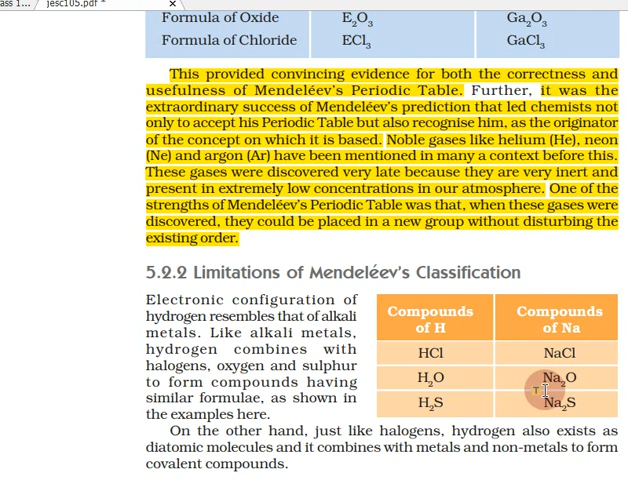 ass 1...
jesc105.pdf *
Formula of Oxide E₂O₃ Ga₂O₃
Formula of Chloride ECl₃ GaCl₃
This provided convincing evidence for both the correctness and
usefulness of Mendeléev's Periodic Table. Further, it was the
extraordinary success of Mendeléev's prediction that led chemists not
only to accept his Periodic Table but also recognise him, as the originator
of the concept on which it is based. Noble gases like helium (He), neon
(Ne) and argon (Ar) have been mentioned in many a context before this.
These gases were discovered very late because they are very inert and
present in extremely low concentrations in our atmosphere. One of the
strengths of Mendeléev's Periodic Table was that, when these gases were
discovered, they could be placed in a new group without disturbing the
existing order.
5.2.2 Limitations of Mendeléev's Classification
Electronic configuration of
hydrogen resembles that of alkali
metals. Like alkali metals,
hydrogen combines with
halogens, oxygen and sulphur
to form compounds having
similar formulae, as shown in
the examples here.
Compounds of H Compounds of Na
HCl NaCl
H₂O Na₂O
H₂S Na₂S
On the other hand, just like halogens, hydrogen also exists as
diatomic molecules and it combines with metals and non-metals to form
covalent compounds.